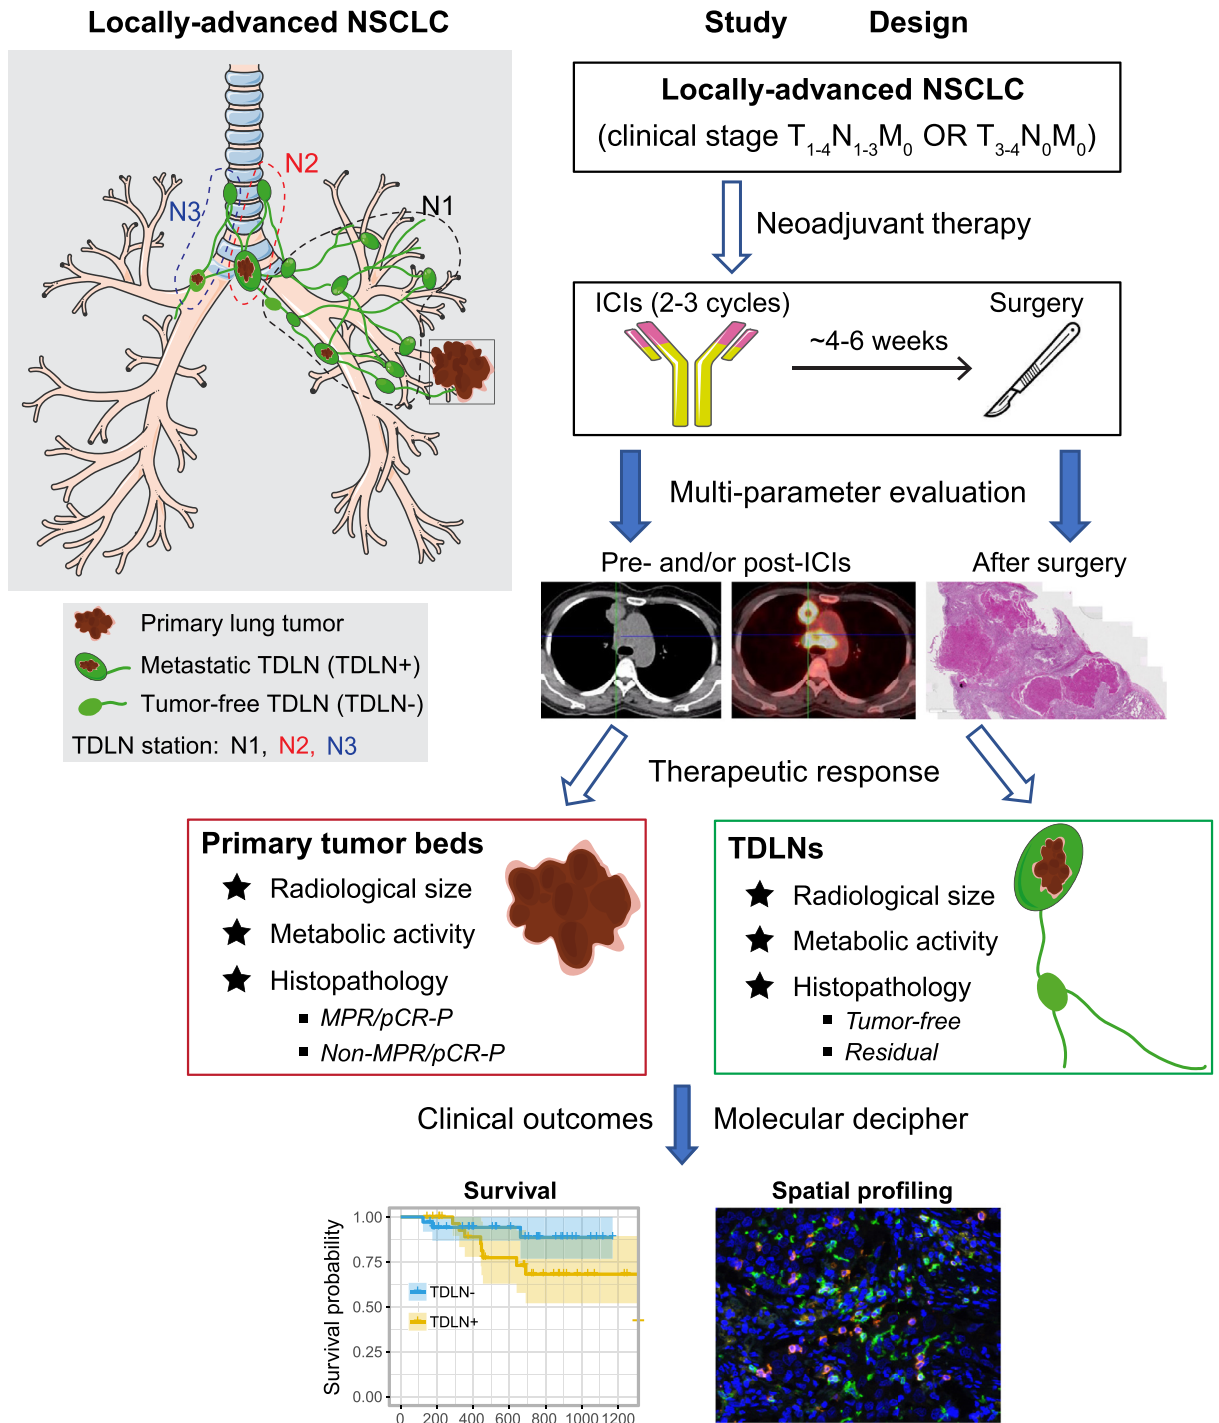 Locally-advanced NSCLC
N2
N3
N1
Primary lung tumor
Metastatic TDLN (TDLN+)
Tumor-free TDLN (TDLN-)
TDLN station: N1, N2, N3
Study Design
Locally-advanced NSCLC
(clinical stage T1-4N1-3M0 OR T3-4N0M0)
Neoadjuvant therapy
ICIs (2-3 cycles)
~4-6 weeks
Surgery
Multi-parameter evaluation
Pre- and/or post-ICIs
After surgery
Therapeutic response
Primary tumor beds
★ Radiological size
★ Metabolic activity
★ Histopathology
▪ MPR/pCR-P
▪ Non-MPR/pCR-P
TDLNs
★ Radiological size
★ Metabolic activity
★ Histopathology
▪ Tumor-free
▪ Residual
Clinical outcomes
Molecular decipher
Survival
Survival probability
1.00
0.75
0.50
0.25
0.00
TDLN-
TDLN+
0 200 400 600 800 1000 1200
Spatial profiling